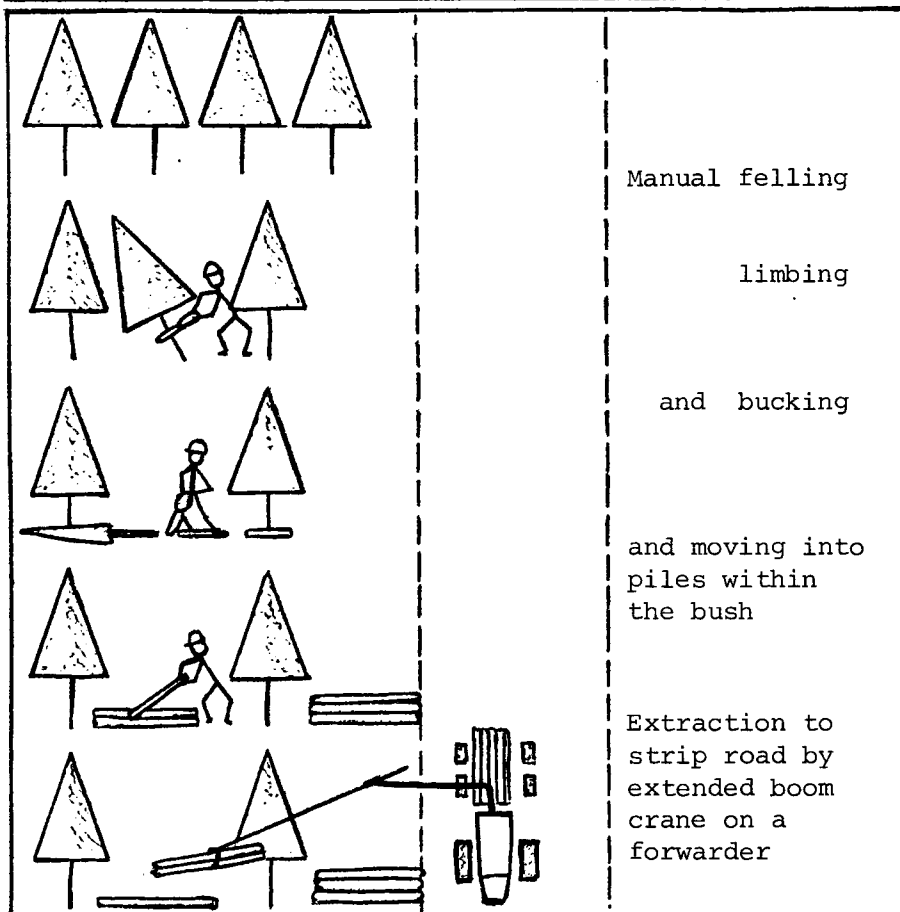 Manual felling
limbing
and bucking
and moving into
piles within
the bush
Extraction to
strip road by
extended boom
crane on a
forwarder